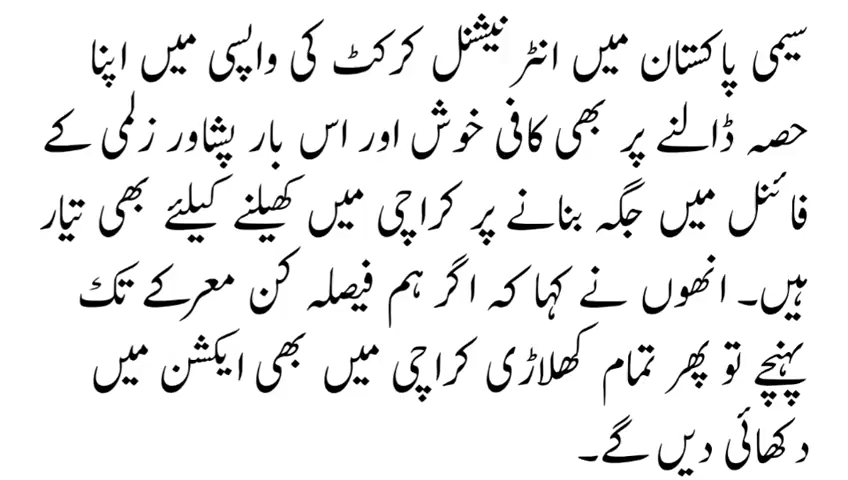 سیمی پاکستان میں انٹرنیشنل کرکٹ کی واپسی میں اپنا
حصہ ڈالنے پر بھی کافی خوش اور اس بار پشاور زلمی کے
فائنل میں جگہ بنانے پر کراچی میں کھیلنے کیلئے بھی تیار
ہیں۔ انھوں نے کہا کہ اگر ہم فیصلہ کن معرکے تک
پہنچے تو پھر تمام کھلاڑی کراچی میں بھی ایکشن میں
دکھائی دیں گے۔